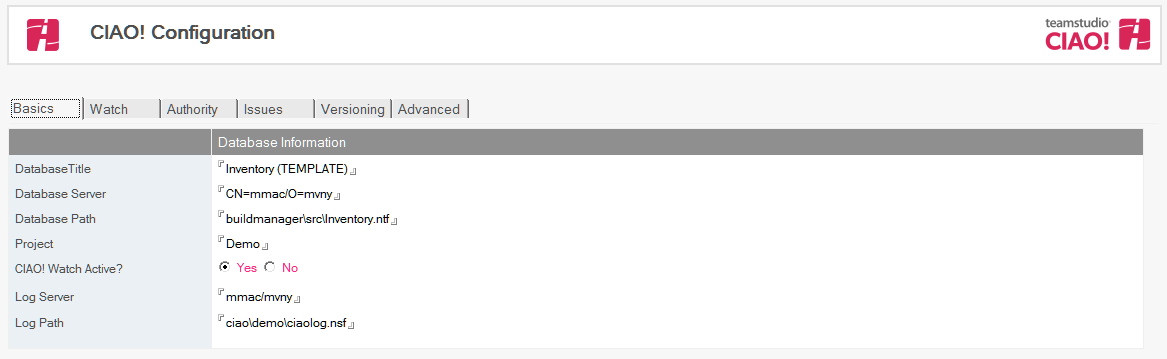 CIAO! Configuration
teamstudio
CIAO!
Basics Watch Authority Issues Versioning Advanced
Database Information
DatabaseTitle Inventory (TEMPLATE)
Database Server CN=mmac/O=mvny
Database Path buildmanager\src\Inventory.ntf
Project Demo
CIAO! Watch Active? Yes No
Log Server mmac/mvny
Log Path ciao\demo\ciaolog.nsf